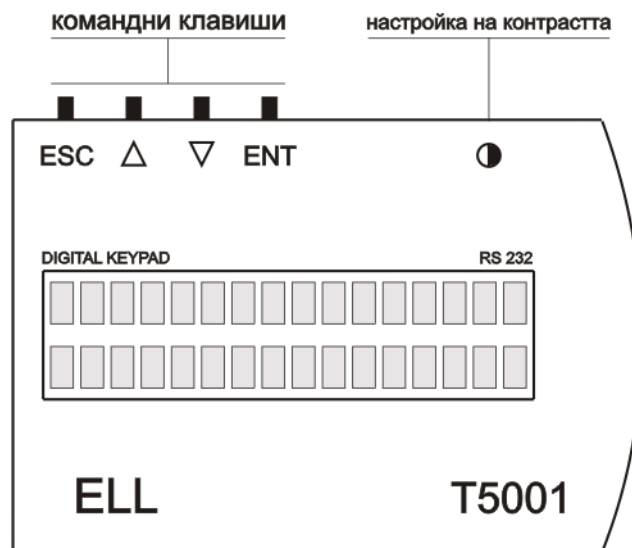 командни клавиши настройка на контрастта
ESC △ ▽ ENT ◑
DIGITAL KEYPAD RS 232
ELL T5001